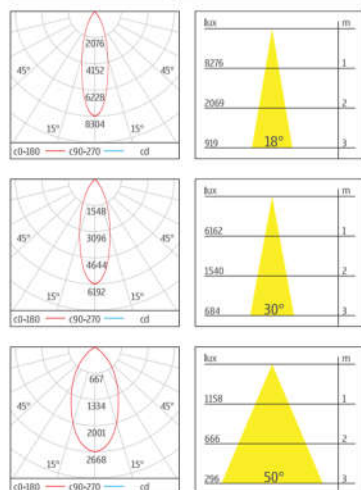 2076
4152
6228
8304
45° 45°
15° 15°
c0-180 c90-270 cd
lux m
8276 1
2069 2
919 18° 3
1548
3096
4644
6192
45° 45°
15° 15°
c0-180 c90-270 cd
lux m
6162 1
1540 2
684 30° 3
667
1334
2001
2668
45° 45°
15° 15°
c0-180 c90-270 cd
lux m
1158 1
666 2
296 50° 3